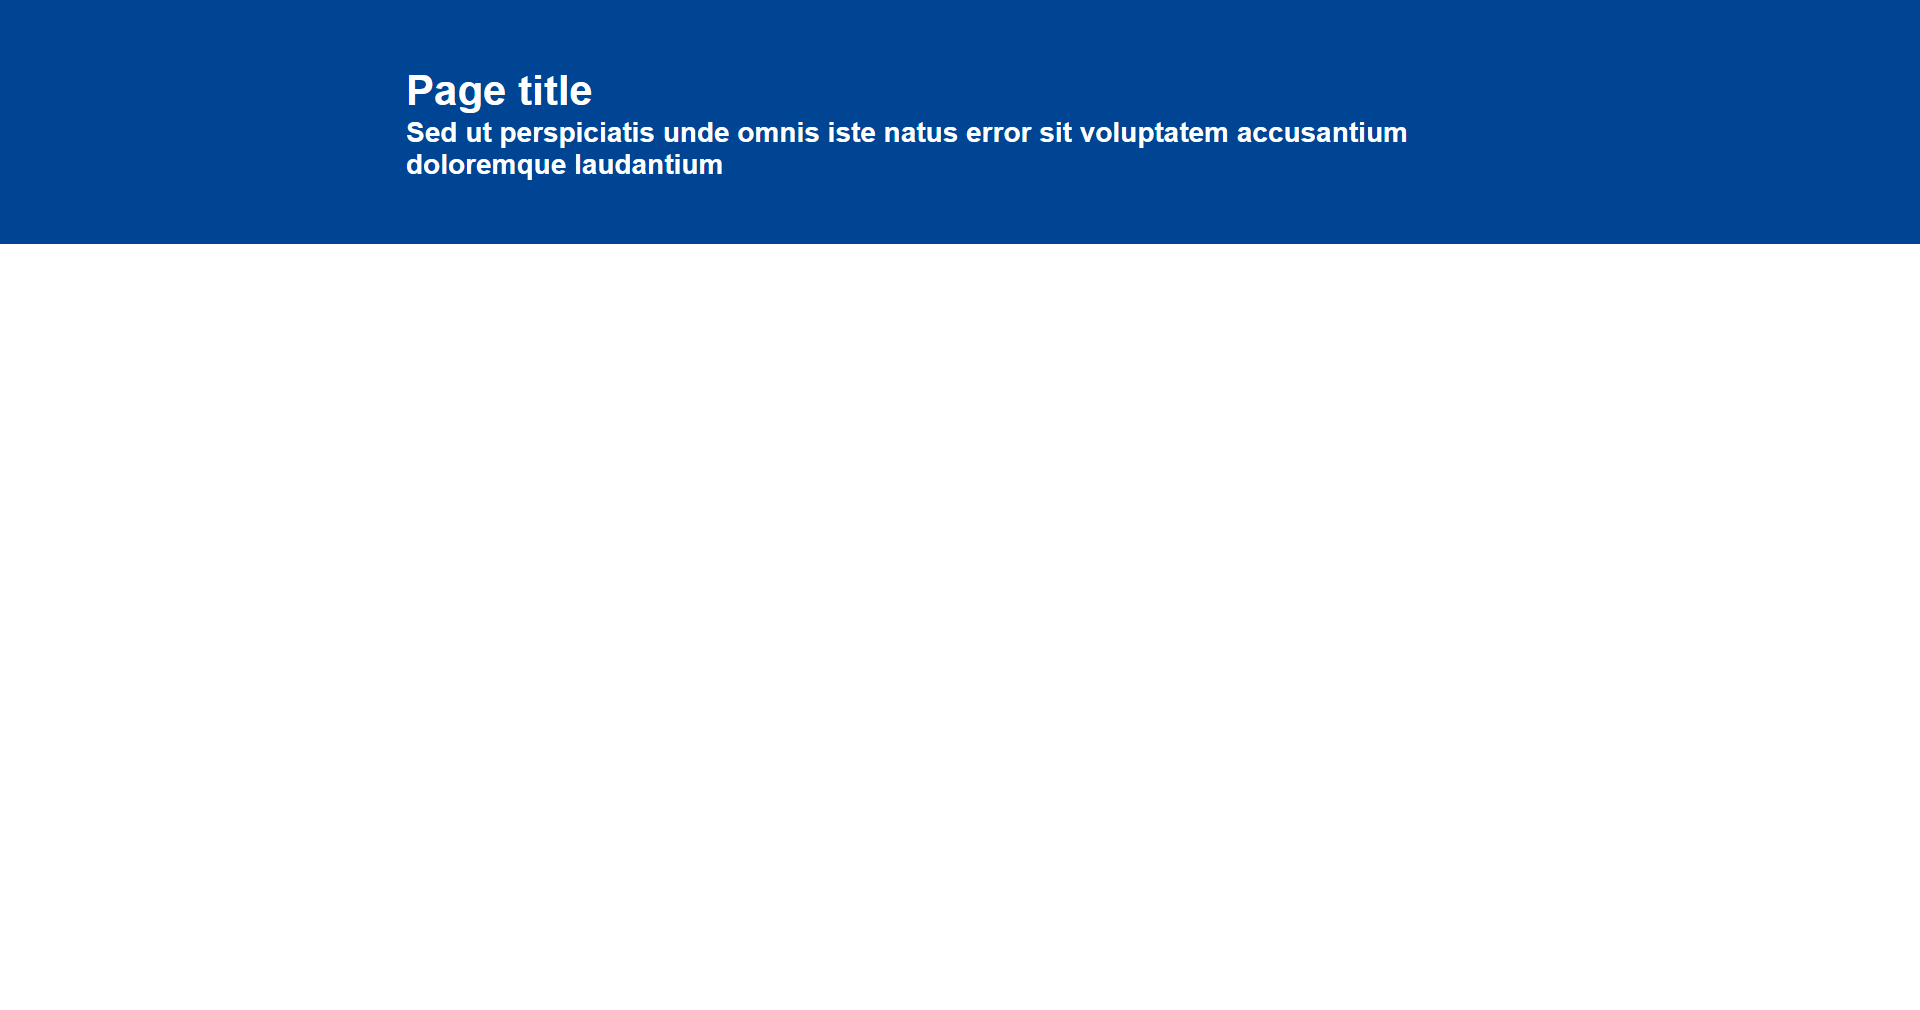 Page title
Sed ut perspiciatis unde omnis iste natus error sit voluptatem accusantium
doloremque laudantium